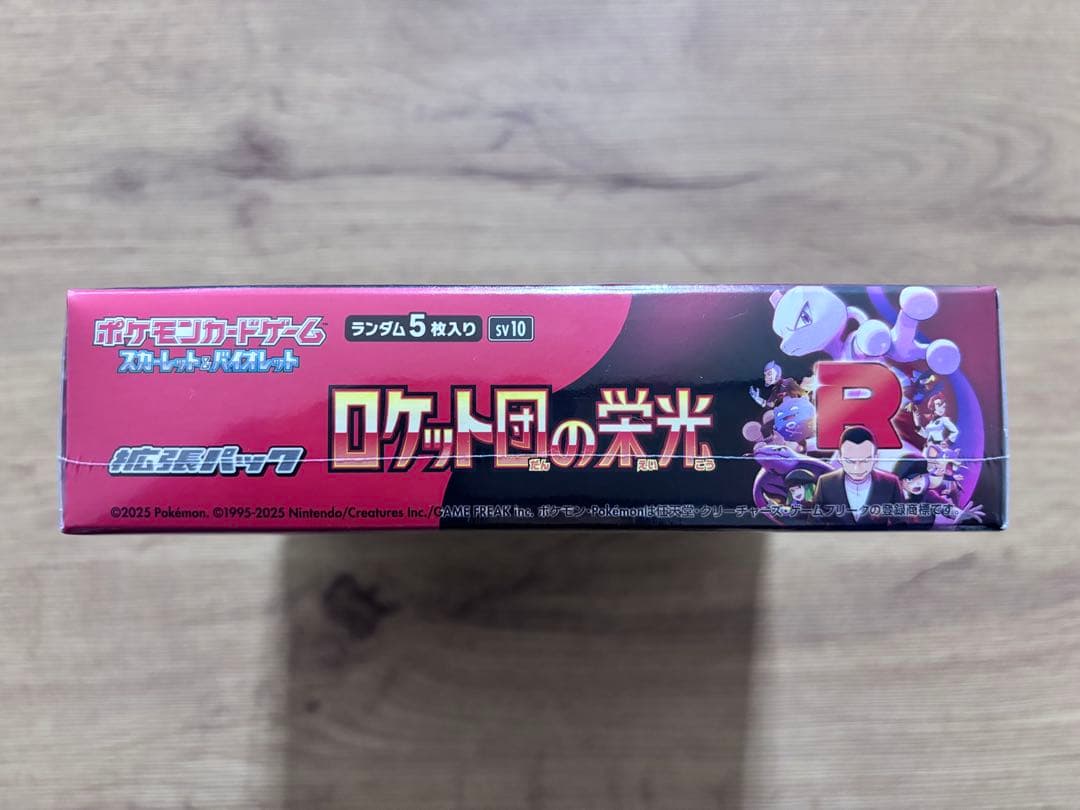 ポケモンカードゲーム™
スカーレット&バイオレット
ランダム5枚入り
SV10
拡張パック
ロケット団の栄光
だん えい こう
R
©2025 Pokémon. ©1995-2025 Nintendo/Creatures Inc./GAME FREAK inc. ポケモン・Pokémonは任天堂・クリーチャーズ・ゲームフリークの登録商標です。